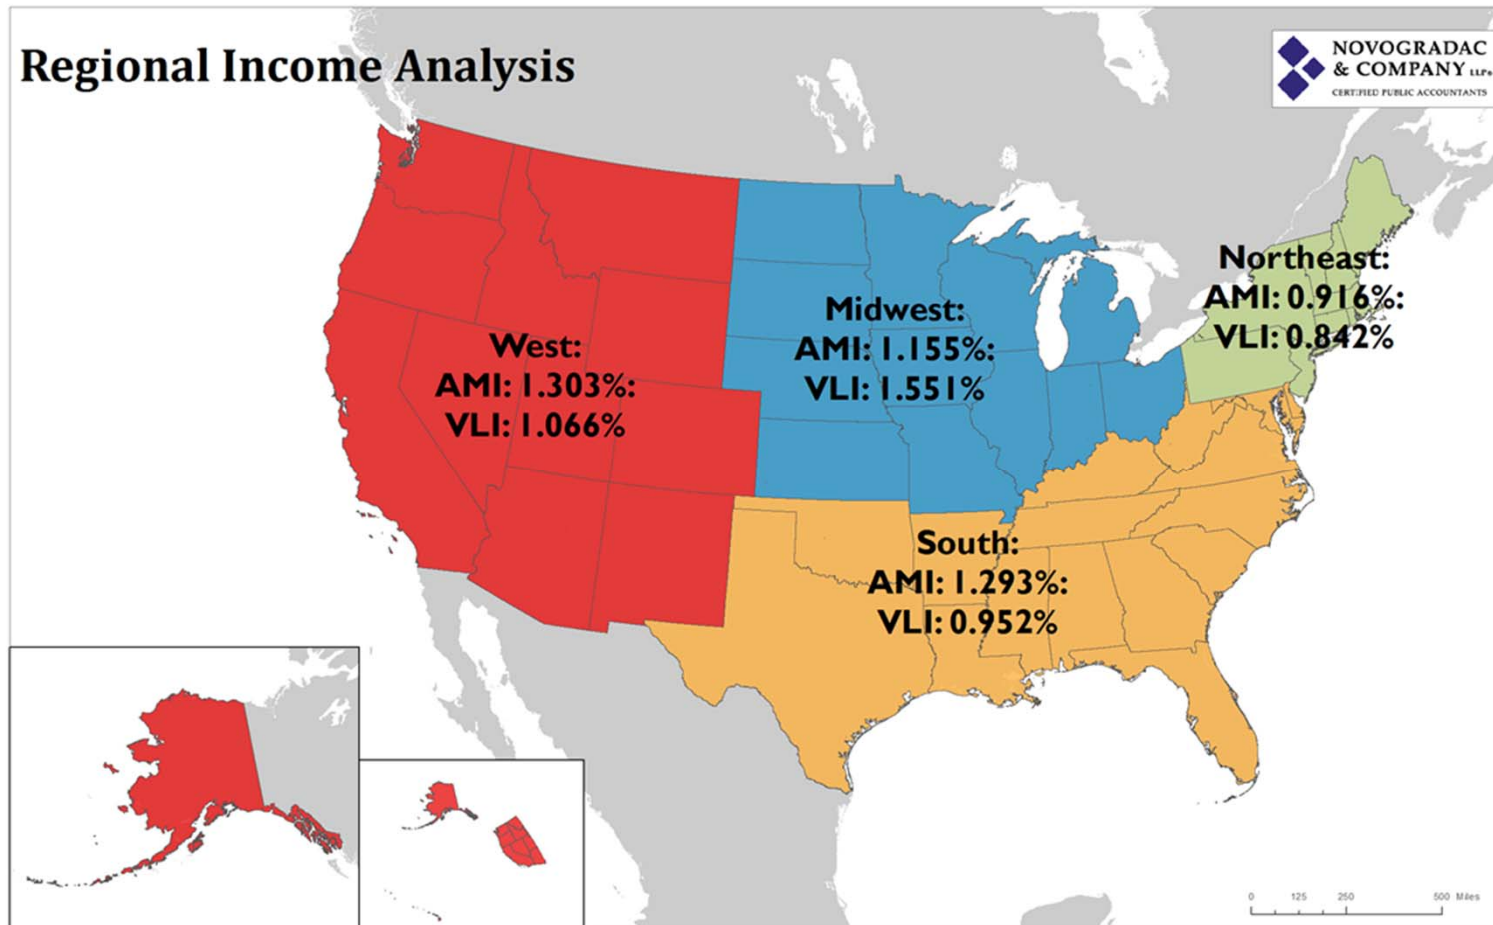 Regional Income Analysis
NOVOGRADAC
& COMPANY LLP®
CERTIFIED PUBLIC ACCOUNTANTS
Northeast:
AMI: 0.916%:
VLI: 0.842%
Midwest:
AMI: 1.155%:
VLI: 1.551%
West:
AMI: 1.303%:
VLI: 1.066%
South:
AMI: 1.293%:
VLI: 0.952%
0 125 250 500 Miles